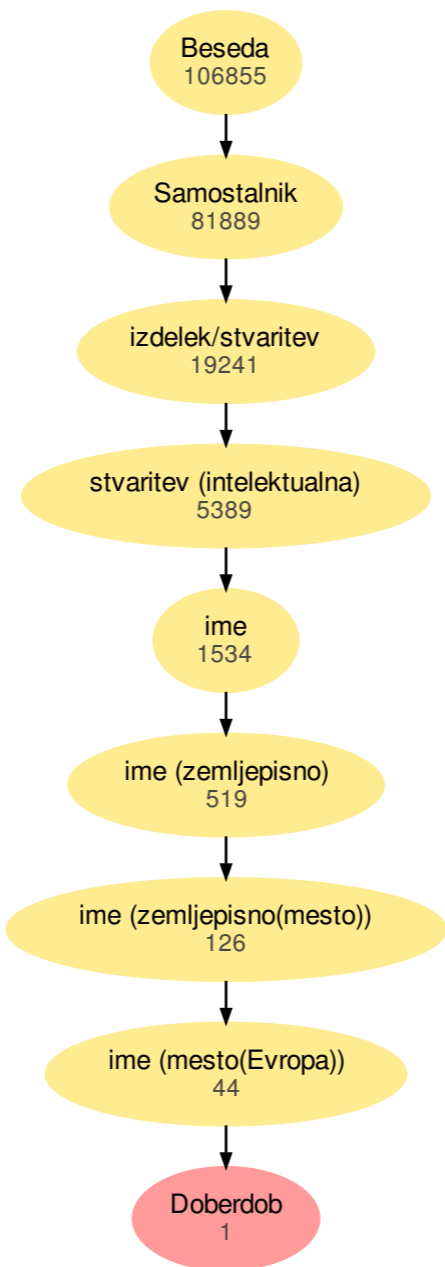 Beseda
106855
Samostalnik
81889
izdelek/stvaritev
19241
stvaritev (intelektualna)
5389
ime
1534
ime (zemljepisno)
519
ime (zemljepisno(mesto))
126
ime (mesto(Evropa))
44
Doberdob
1